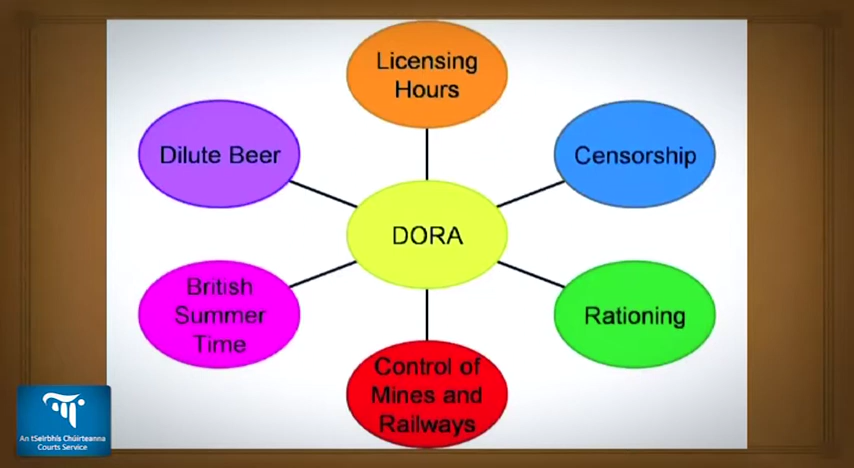 Licensing
Hours
Dilute Beer
Censorship
DORA
British
Summer
Time
Rationing
Control of
Mines and
Railways
An tSeirbhís Chúirteanna
Courts Service